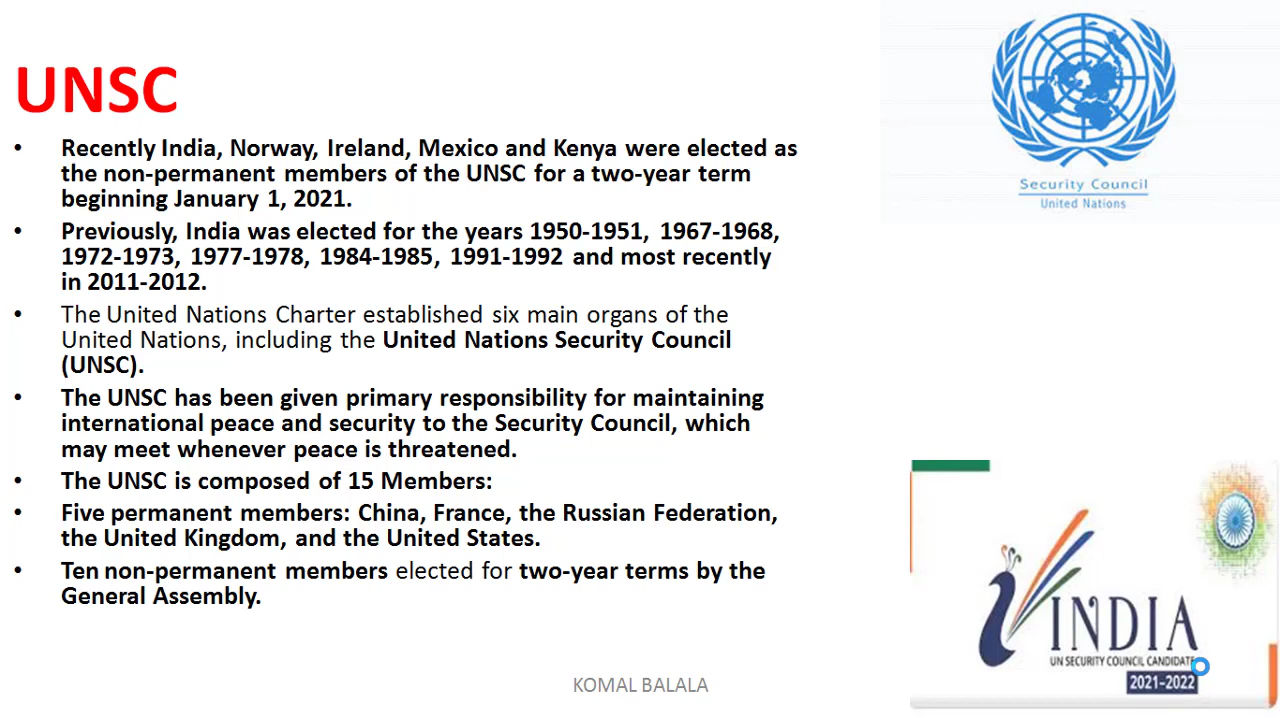 UNSC
• Recently India, Norway, Ireland, Mexico and Kenya were elected as
the non-permanent members of the UNSC for a two-year term
beginning January 1, 2021.
• Previously, India was elected for the years 1950-1951, 1967-1968,
1972-1973, 1977-1978, 1984-1985, 1991-1992 and most recently
in 2011-2012.
• The United Nations Charter established six main organs of the
United Nations, including the United Nations Security Council
(UNSC).
• The UNSC has been given primary responsibility for maintaining
international peace and security to the Security Council, which
may meet whenever peace is threatened.
• The UNSC is composed of 15 Members:
• Five permanent members: China, France, the Russian Federation,
the United Kingdom, and the United States.
• Ten non-permanent members elected for two-year terms by the
General Assembly.
KOMAL BALALA
Security Council
United Nations
INDIA
UN SECURITY COUNCIL CANDIDATE
2021-2022